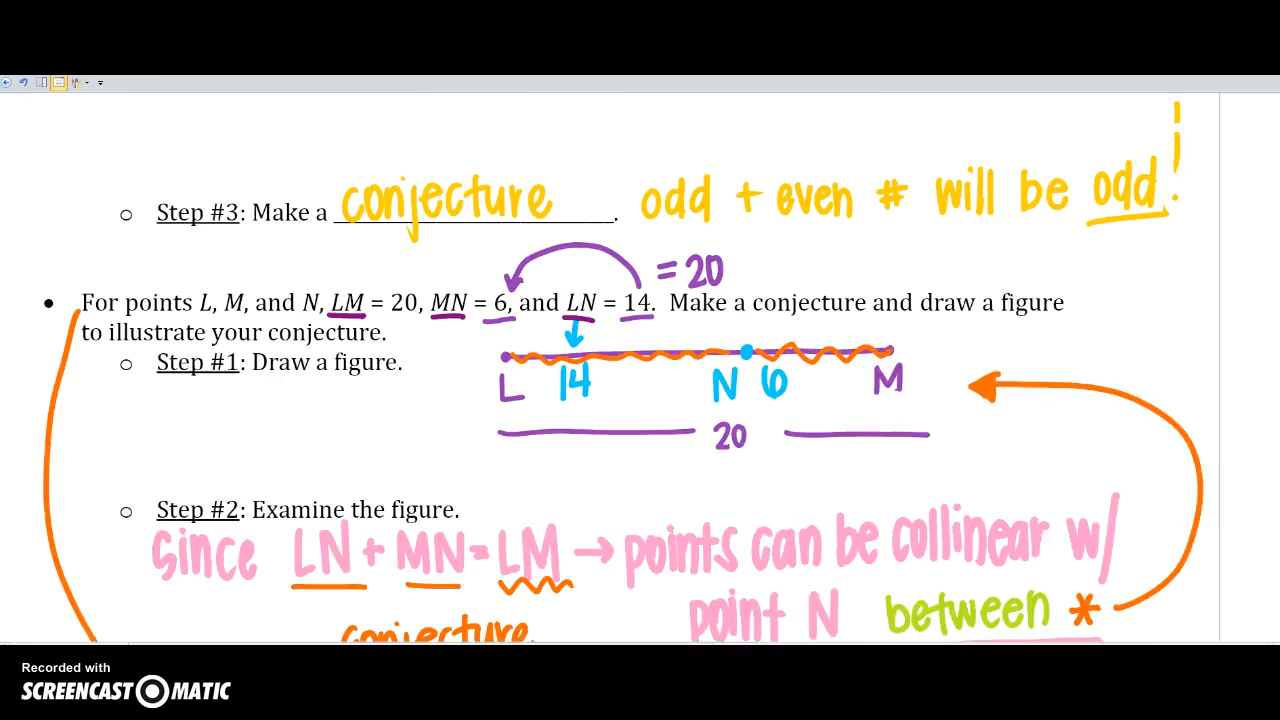 Step #3: Make a conjecture. odd + even # will be odd!
= 20
For points L, M, and N, LM = 20, MN = 6, and LN = 14. Make a conjecture and draw a figure
to illustrate your conjecture.
Step #1: Draw a figure.
L 14 N 6 M
20
Step #2: Examine the figure.
Since LN + MN = LM → points can be collinear w/
point N between *
conjecture
Recorded with
SCREENCAST MATIC